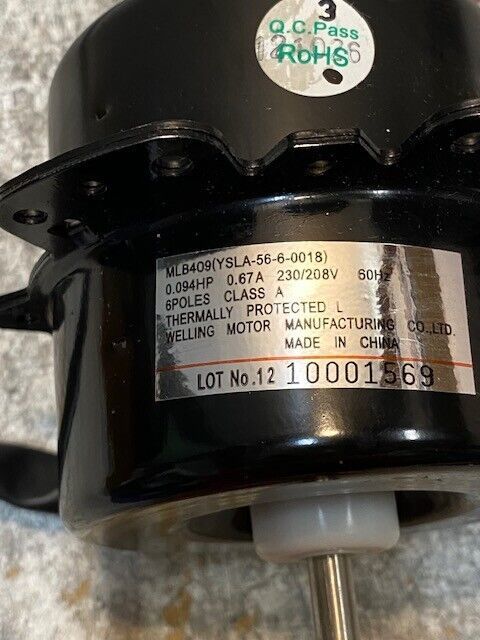 3
Q.C.Pass
121026
RoHS
MLB409(YSLA-56-6-0018)
0.094HP 0.67A 230/208V 60Hz
6POLES CLASS A
THERMALLY PROTECTED L
WELLING MOTOR MANUFACTURING CO.,LTD.
MADE IN CHINA
LOT No.12 10001569